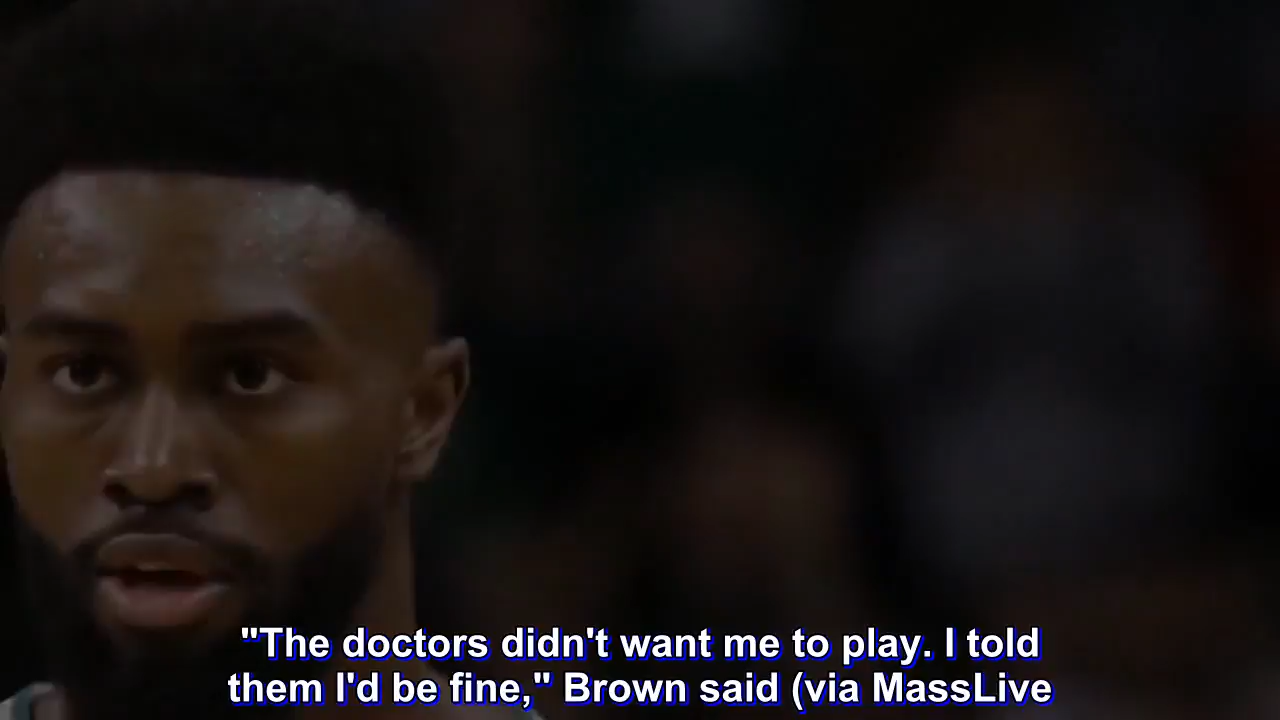 "The doctors didn't want me to play. I told
them I'd be fine," Brown said (via MassLive